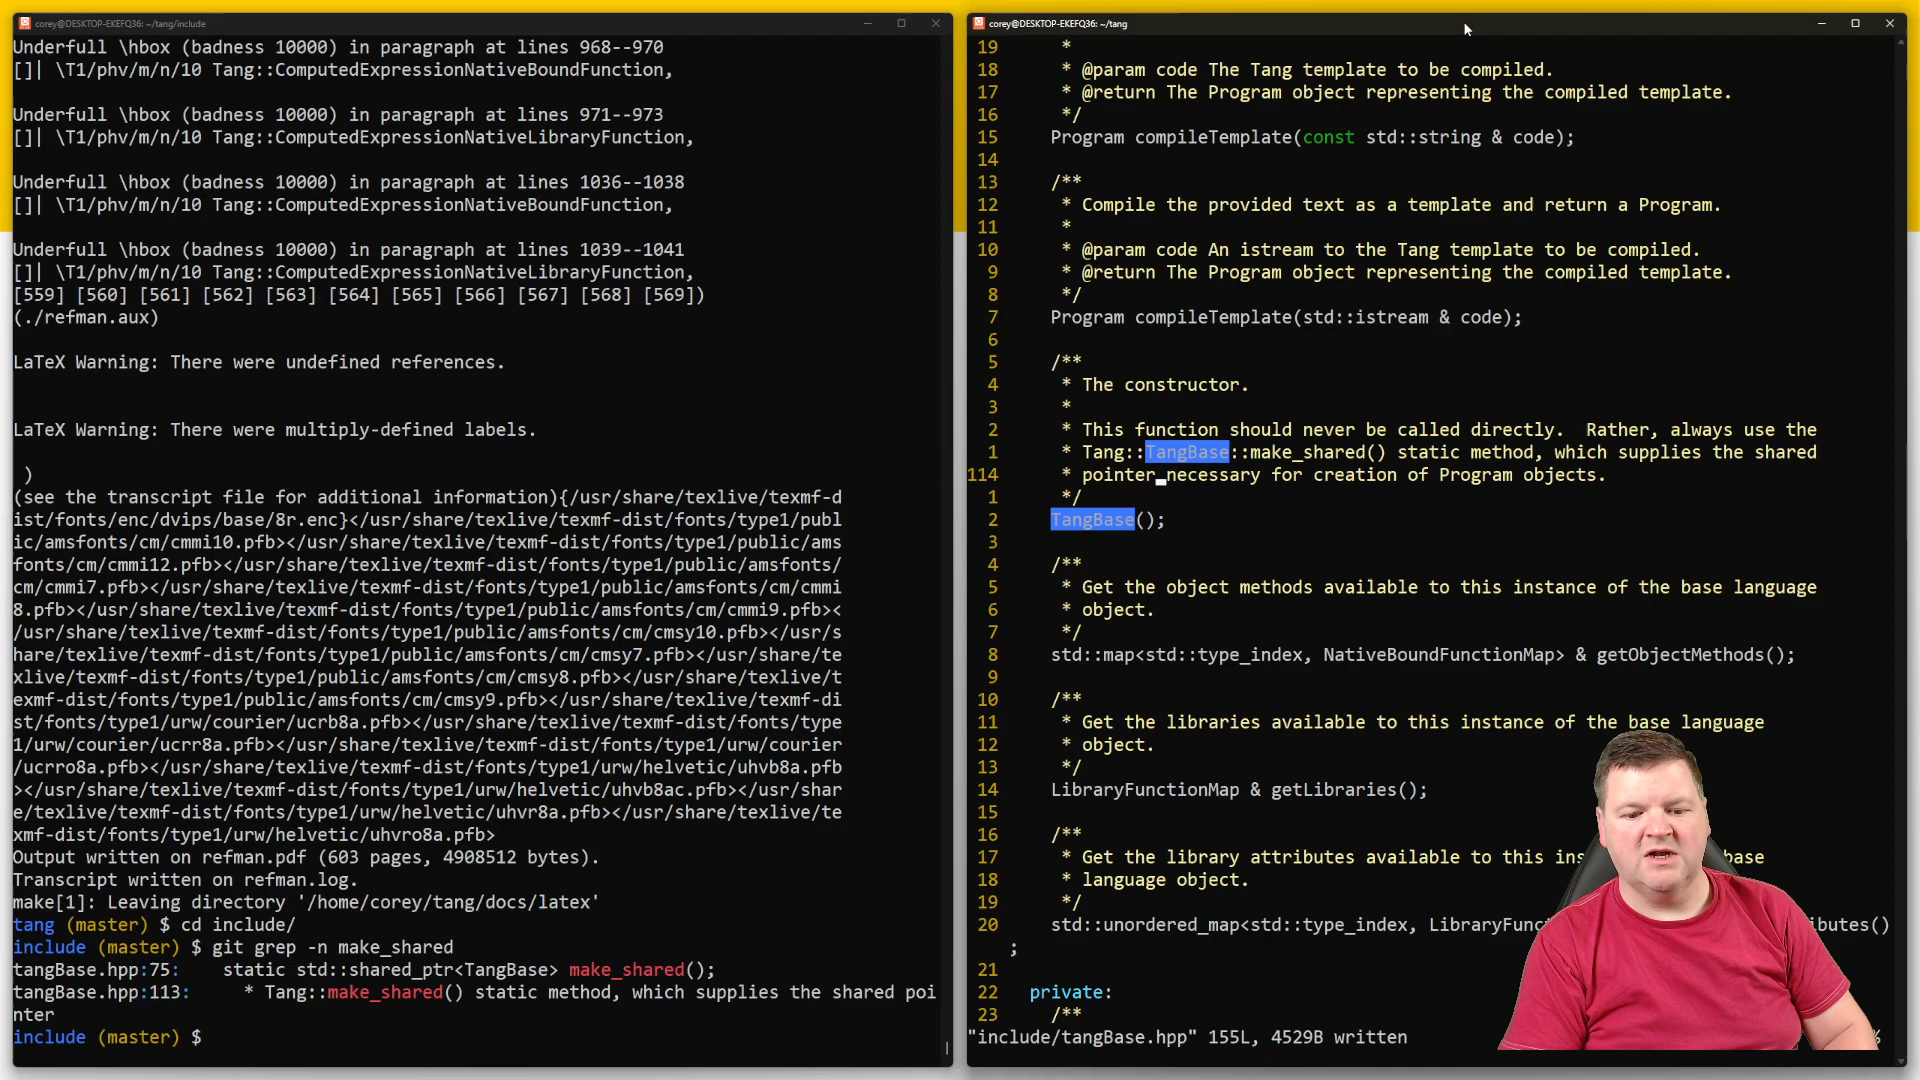 corey@DESKTOP-EKEFQ36: ~/tang/include
Underfull \hbox (badness 10000) in paragraph at lines 968--970
[]| \T1/phv/m/n/10 Tang::ComputedExpressionNativeBoundFunction,
Underfull \hbox (badness 10000) in paragraph at lines 971--973
[]| \T1/phv/m/n/10 Tang::ComputedExpressionNativeLibraryFunction,
Underfull \hbox (badness 10000) in paragraph at lines 1036--1038
[]| \T1/phv/m/n/10 Tang::ComputedExpressionNativeBoundFunction,
Underfull \hbox (badness 10000) in paragraph at lines 1039--1041
[]| \T1/phv/m/n/10 Tang::ComputedExpressionNativeLibraryFunction,
[559] [560] [561] [562] [563] [564] [565] [566] [567] [568] [569])
(./refman.aux)
LaTeX Warning: There were undefined references.
LaTeX Warning: There were multiply-defined labels.
)
(see the transcript file for additional information){/usr/share/texlive/texmf-d
ist/fonts/enc/dvips/base/8r.enc}</usr/share/texlive/texmf-dist/fonts/type1/publ
ic/amsfonts/cm/cmmi10.pfb></usr/share/texlive/texmf-dist/fonts/type1/public/ams
fonts/cm/cmmi12.pfb></usr/share/texlive/texmf-dist/fonts/type1/public/amsfonts/
cm/cmmi7.pfb></usr/share/texlive/texmf-dist/fonts/type1/public/amsfonts/cm/cmmi
8.pfb></usr/share/texlive/texmf-dist/fonts/type1/public/amsfonts/cm/cmmi9.pfb><
/usr/share/texlive/texmf-dist/fonts/type1/public/amsfonts/cm/cmsy10.pfb></usr/s
hare/texlive/texmf-dist/fonts/type1/public/amsfonts/cm/cmsy7.pfb></usr/share/te
xlive/texmf-dist/fonts/type1/public/amsfonts/cm/cmsy8.pfb></usr/share/texlive/t
exmf-dist/fonts/type1/public/amsfonts/cm/cmsy9.pfb></usr/share/texlive/texmf-di
st/fonts/type1/urw/courier/ucrb8a.pfb></usr/share/texlive/texmf-dist/fonts/type
1/urw/courier/ucrr8a.pfb></usr/share/texlive/texmf-dist/fonts/type1/urw/courier
/ucrro8a.pfb></usr/share/texlive/texmf-dist/fonts/type1/urw/helvetic/uhvb8a.pfb
></usr/share/texlive/texmf-dist/fonts/type1/urw/helvetic/uhvb8ac.pfb></usr/shar
e/texlive/texmf-dist/fonts/type1/urw/helvetic/uhvr8a.pfb></usr/share/texlive/te
xmf-dist/fonts/type1/urw/helvetic/uhvro8a.pfb>
Output written on refman.pdf (603 pages, 4908512 bytes).
Transcript written on refman.log.
make[1]: Leaving directory '/home/corey/tang/docs/latex'
tang (master) $ cd include/
include (master) $ git grep -n make_shared
tangBase.hpp:75:    static std::shared_ptr<TangBase> make_shared();
tangBase.hpp:113:     * Tang::make_shared() static method, which supplies the shared poi
nter
include (master) $
corey@DESKTOP-EKEFQ36: ~/tang
19      *
18      * @param code The Tang template to be compiled.
17      * @return The Program object representing the compiled template.
16      */
15     Program compileTemplate(const std::string & code);
14
13     /**
12      * Compile the provided text as a template and return a Program.
11      *
10      * @param code An istream to the Tang template to be compiled.
9      * @return The Program object representing the compiled template.
8      */
7     Program compileTemplate(std::istream & code);
6
5     /**
4      * The constructor.
3      *
2      * This function should never be called directly.  Rather, always use the
1      * Tang::TangBase::make_shared() static method, which supplies the shared
114      * pointer necessary for creation of Program objects.
1      */
2     TangBase();
3
4     /**
5      * Get the object methods available to this instance of the base language
6      * object.
7      */
8     std::map<std::type_index, NativeBoundFunctionMap> & getObjectMethods();
9
10     /**
11      * Get the libraries available to this instance of the base language
12      * object.
13      */
14     LibraryFunctionMap & getLibraries();
15
16     /**
17      * Get the library attributes available to this ins base
18      * language object.
19      */
20     std::unordered_map<std::type_index, LibraryFunc ibutes()
;
21
22   private:
23     /**
"include/tangBase.hpp" 155L, 4529B written